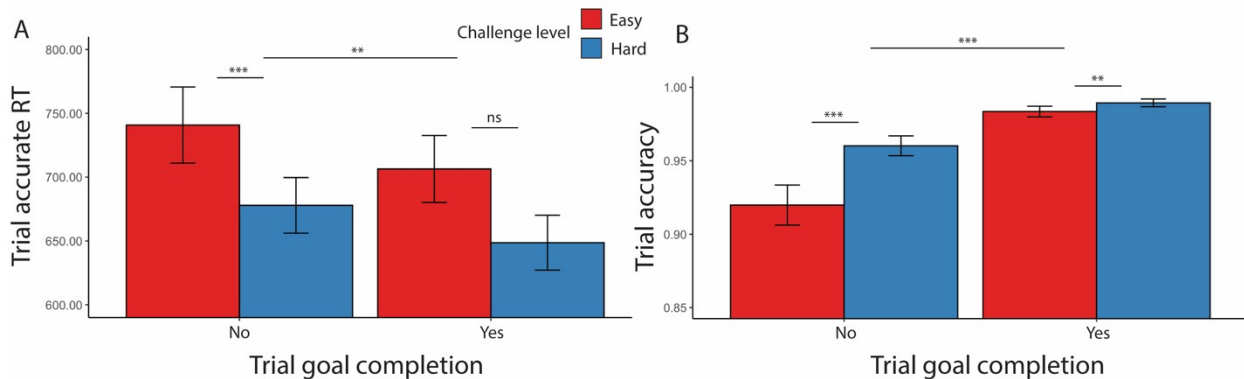 A
Challenge level
Easy
Hard
Trial accurate RT
800.00
750.00
700.00
650.00
600.00
***
**
ns
No
Yes
Trial goal completion
B
Trial accuracy
1.00
0.95
0.90
0.85
***
***
**
No
Yes
Trial goal completion